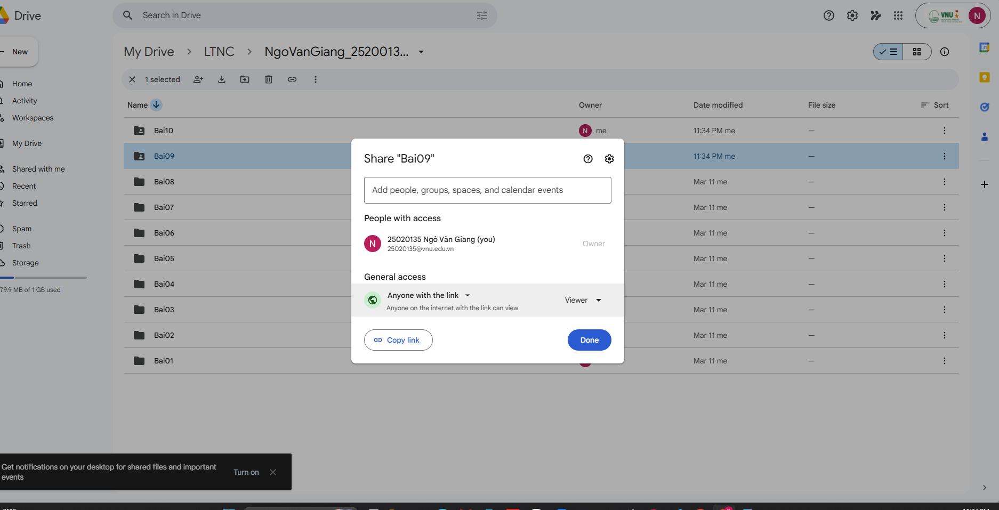 Drive
Search in Drive
VNU
N
New
My Drive > LTNC > NgoVanGiang_2520013...
1 selected
Home
Activity
Workspaces
My Drive
Shared with me
Recent
Starred
Spam
Trash
Storage
79.9 MB of 1 GB used
Name Owner Date modified File size Sort
Bai10 N me 11:34 PM me —
Bai09 11:34 PM me —
Bai08 Mar 11 me —
Bai07 Mar 11 me —
Bai06 Mar 11 me —
Bai05 Mar 11 me —
Bai04 Mar 11 me —
Bai03 Mar 11 me —
Bai02 Mar 11 me —
Bai01 Mar 11 me —
Share "Bai09"
Add people, groups, spaces, and calendar events
People with access
N
25020135 Ngô Văn Giang (you)
25020135@vnu.edu.vn
Owner
General access
Anyone with the link
Anyone on the internet with the link can view
Viewer
Copy link
Done
31
Get notifications on your desktop for shared files and important
events
Turn on